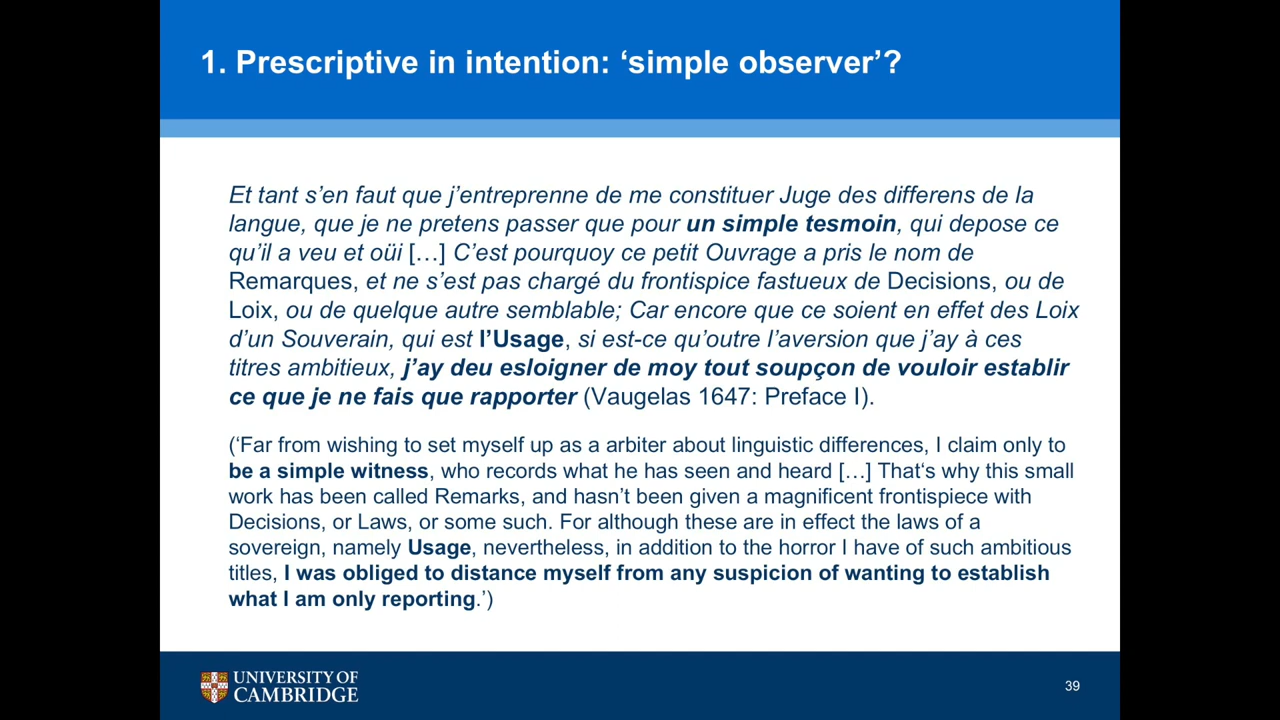 1. Prescriptive in intention: ‘simple observer’?
Et tant s’en faut que j’entreprenne de me constituer Juge des differens de la
langue, que je ne pretens passer que pour un simple tesmoin, qui depose ce
qu’il a veu et oüi […] C’est pourquoy ce petit Ouvrage a pris le nom de
Remarques, et ne s’est pas chargé du frontispice fastueux de Decisions, ou de
Loix, ou de quelque autre semblable; Car encore que ce soient en effet des Loix
d’un Souverain, qui est l’Usage, si est-ce qu’outre l’aversion que j’ay à ces
titres ambitieux, j’ay deu esloigner de moy tout soupçon de vouloir establir
ce que je ne fais que rapporter (Vaugelas 1647: Preface I).
(‘Far from wishing to set myself up as a arbiter about linguistic differences, I claim only to
be a simple witness, who records what he has seen and heard […] That‘s why this small
work has been called Remarks, and hasn’t been given a magnificent frontispiece with
Decisions, or Laws, or some such. For although these are in effect the laws of a
sovereign, namely Usage, nevertheless, in addition to the horror I have of such ambitious
titles, I was obliged to distance myself from any suspicion of wanting to establish
what I am only reporting.’)
UNIVERSITY OF
CAMBRIDGE
39